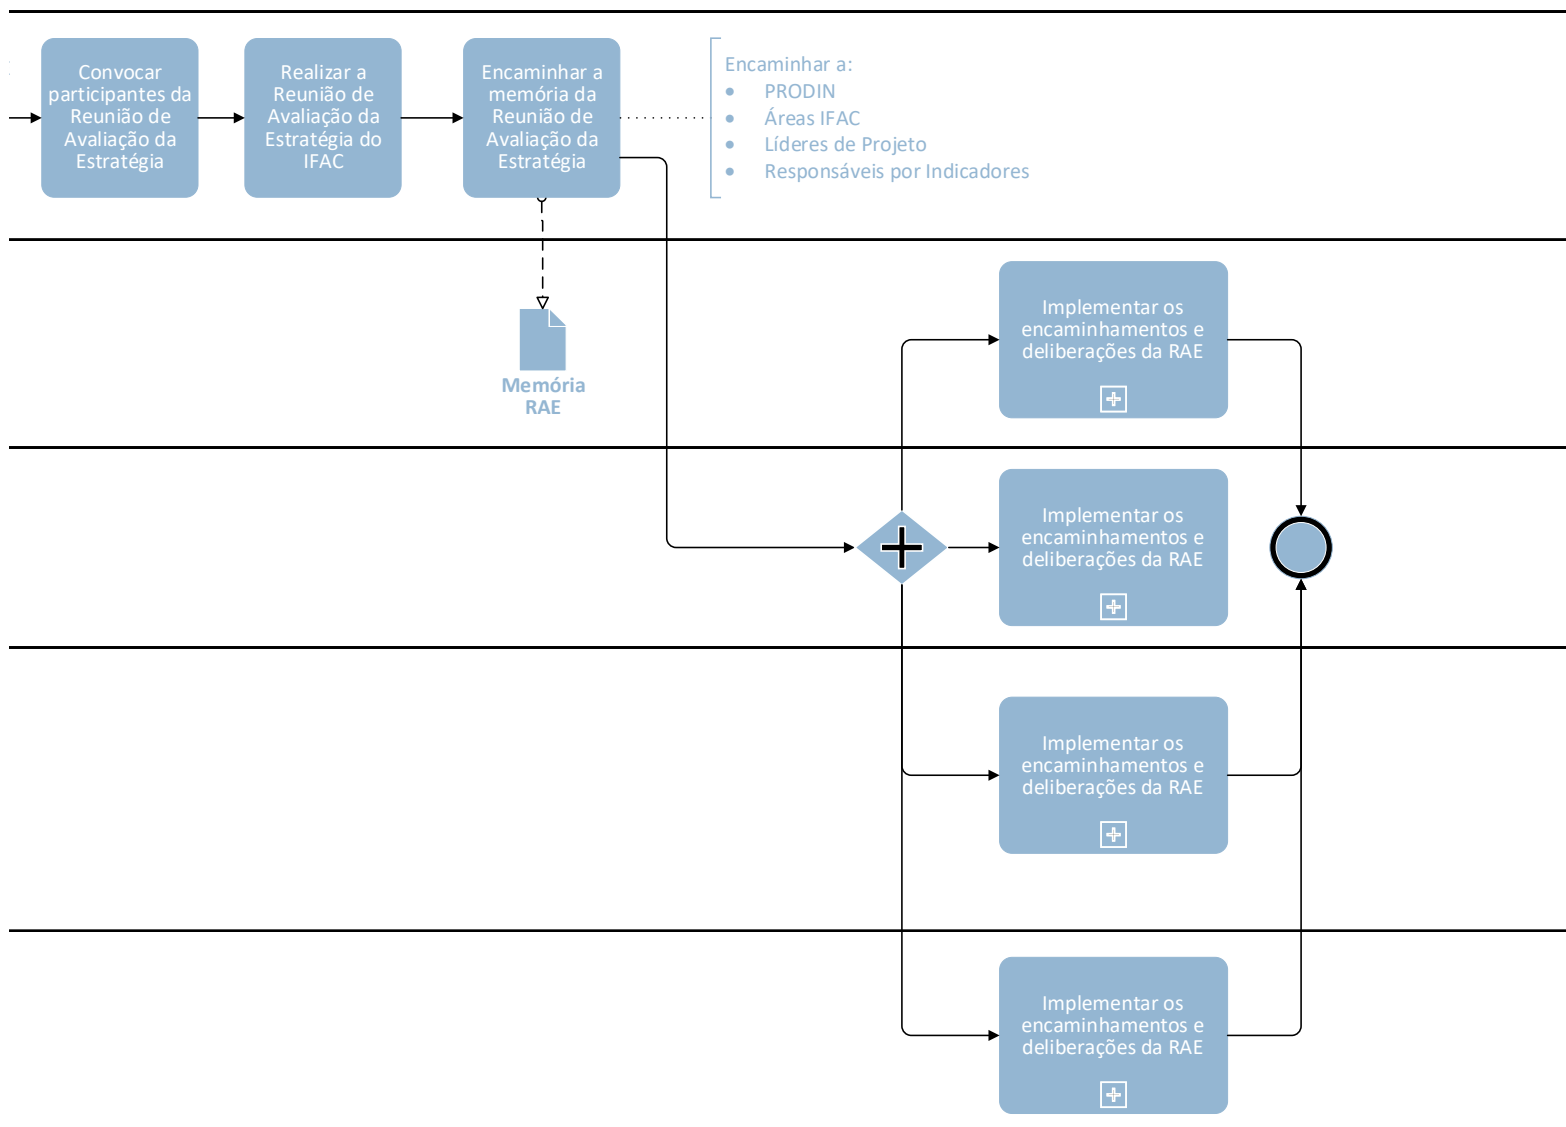 Convocar
participantes da
Reunião de
Avaliação da
Estratégia
Realizar a
Reunião de
Avaliação da
Estratégia do
IFAC
Encaminhar a
memória da
Reunião de
Avaliação da
Estratégia
Encaminhar a:
● PRODIN
● Áreas IFAC
● Líderes de Projeto
● Responsáveis por Indicadores
Memória
RAE
Implementar os
encaminhamentos e
deliberações da RAE
Implementar os
encaminhamentos e
deliberações da RAE
Implementar os
encaminhamentos e
deliberações da RAE
Implementar os
encaminhamentos e
deliberações da RAE